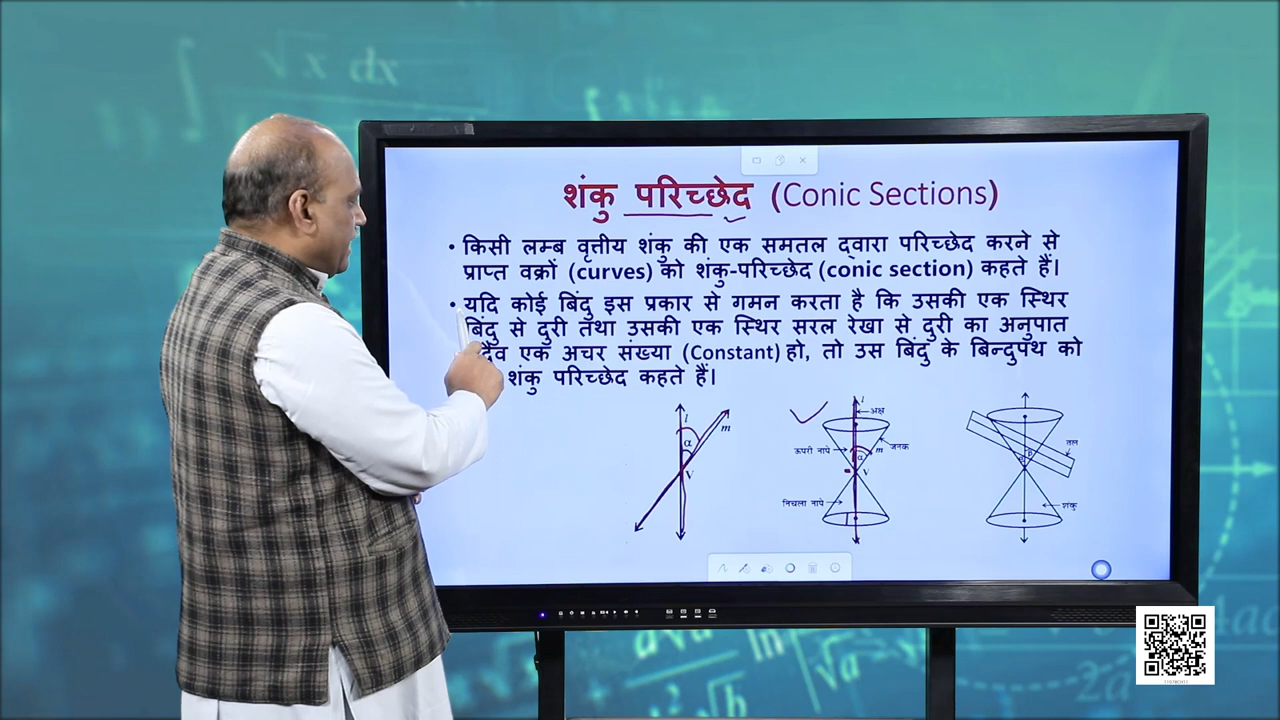 शंकु परिच्छेद (Conic Sections)
• किसी लम्ब वृत्तीय शंकु की एक समतल द्वारा परिच्छेद करने से
प्राप्त वक्रों (curves) को शंकु-परिच्छेद (conic section) कहते हैं।
• यदि कोई बिंदु इस प्रकार से गमन करता है कि उसकी एक स्थिर
बिंदु से दुरी तथा उसकी एक स्थिर सरल रेखा से दुरी का अनुपात
एक अचर संख्या (Constant) हो, तो उस बिंदु के बिन्दुपथ को
शंकु परिच्छेद कहते हैं।
l
m
α
V
l
अक्ष
ऊपरी नापे
m
जनक
α
V
निचला नापे
तल
β
शंकु
√x dx